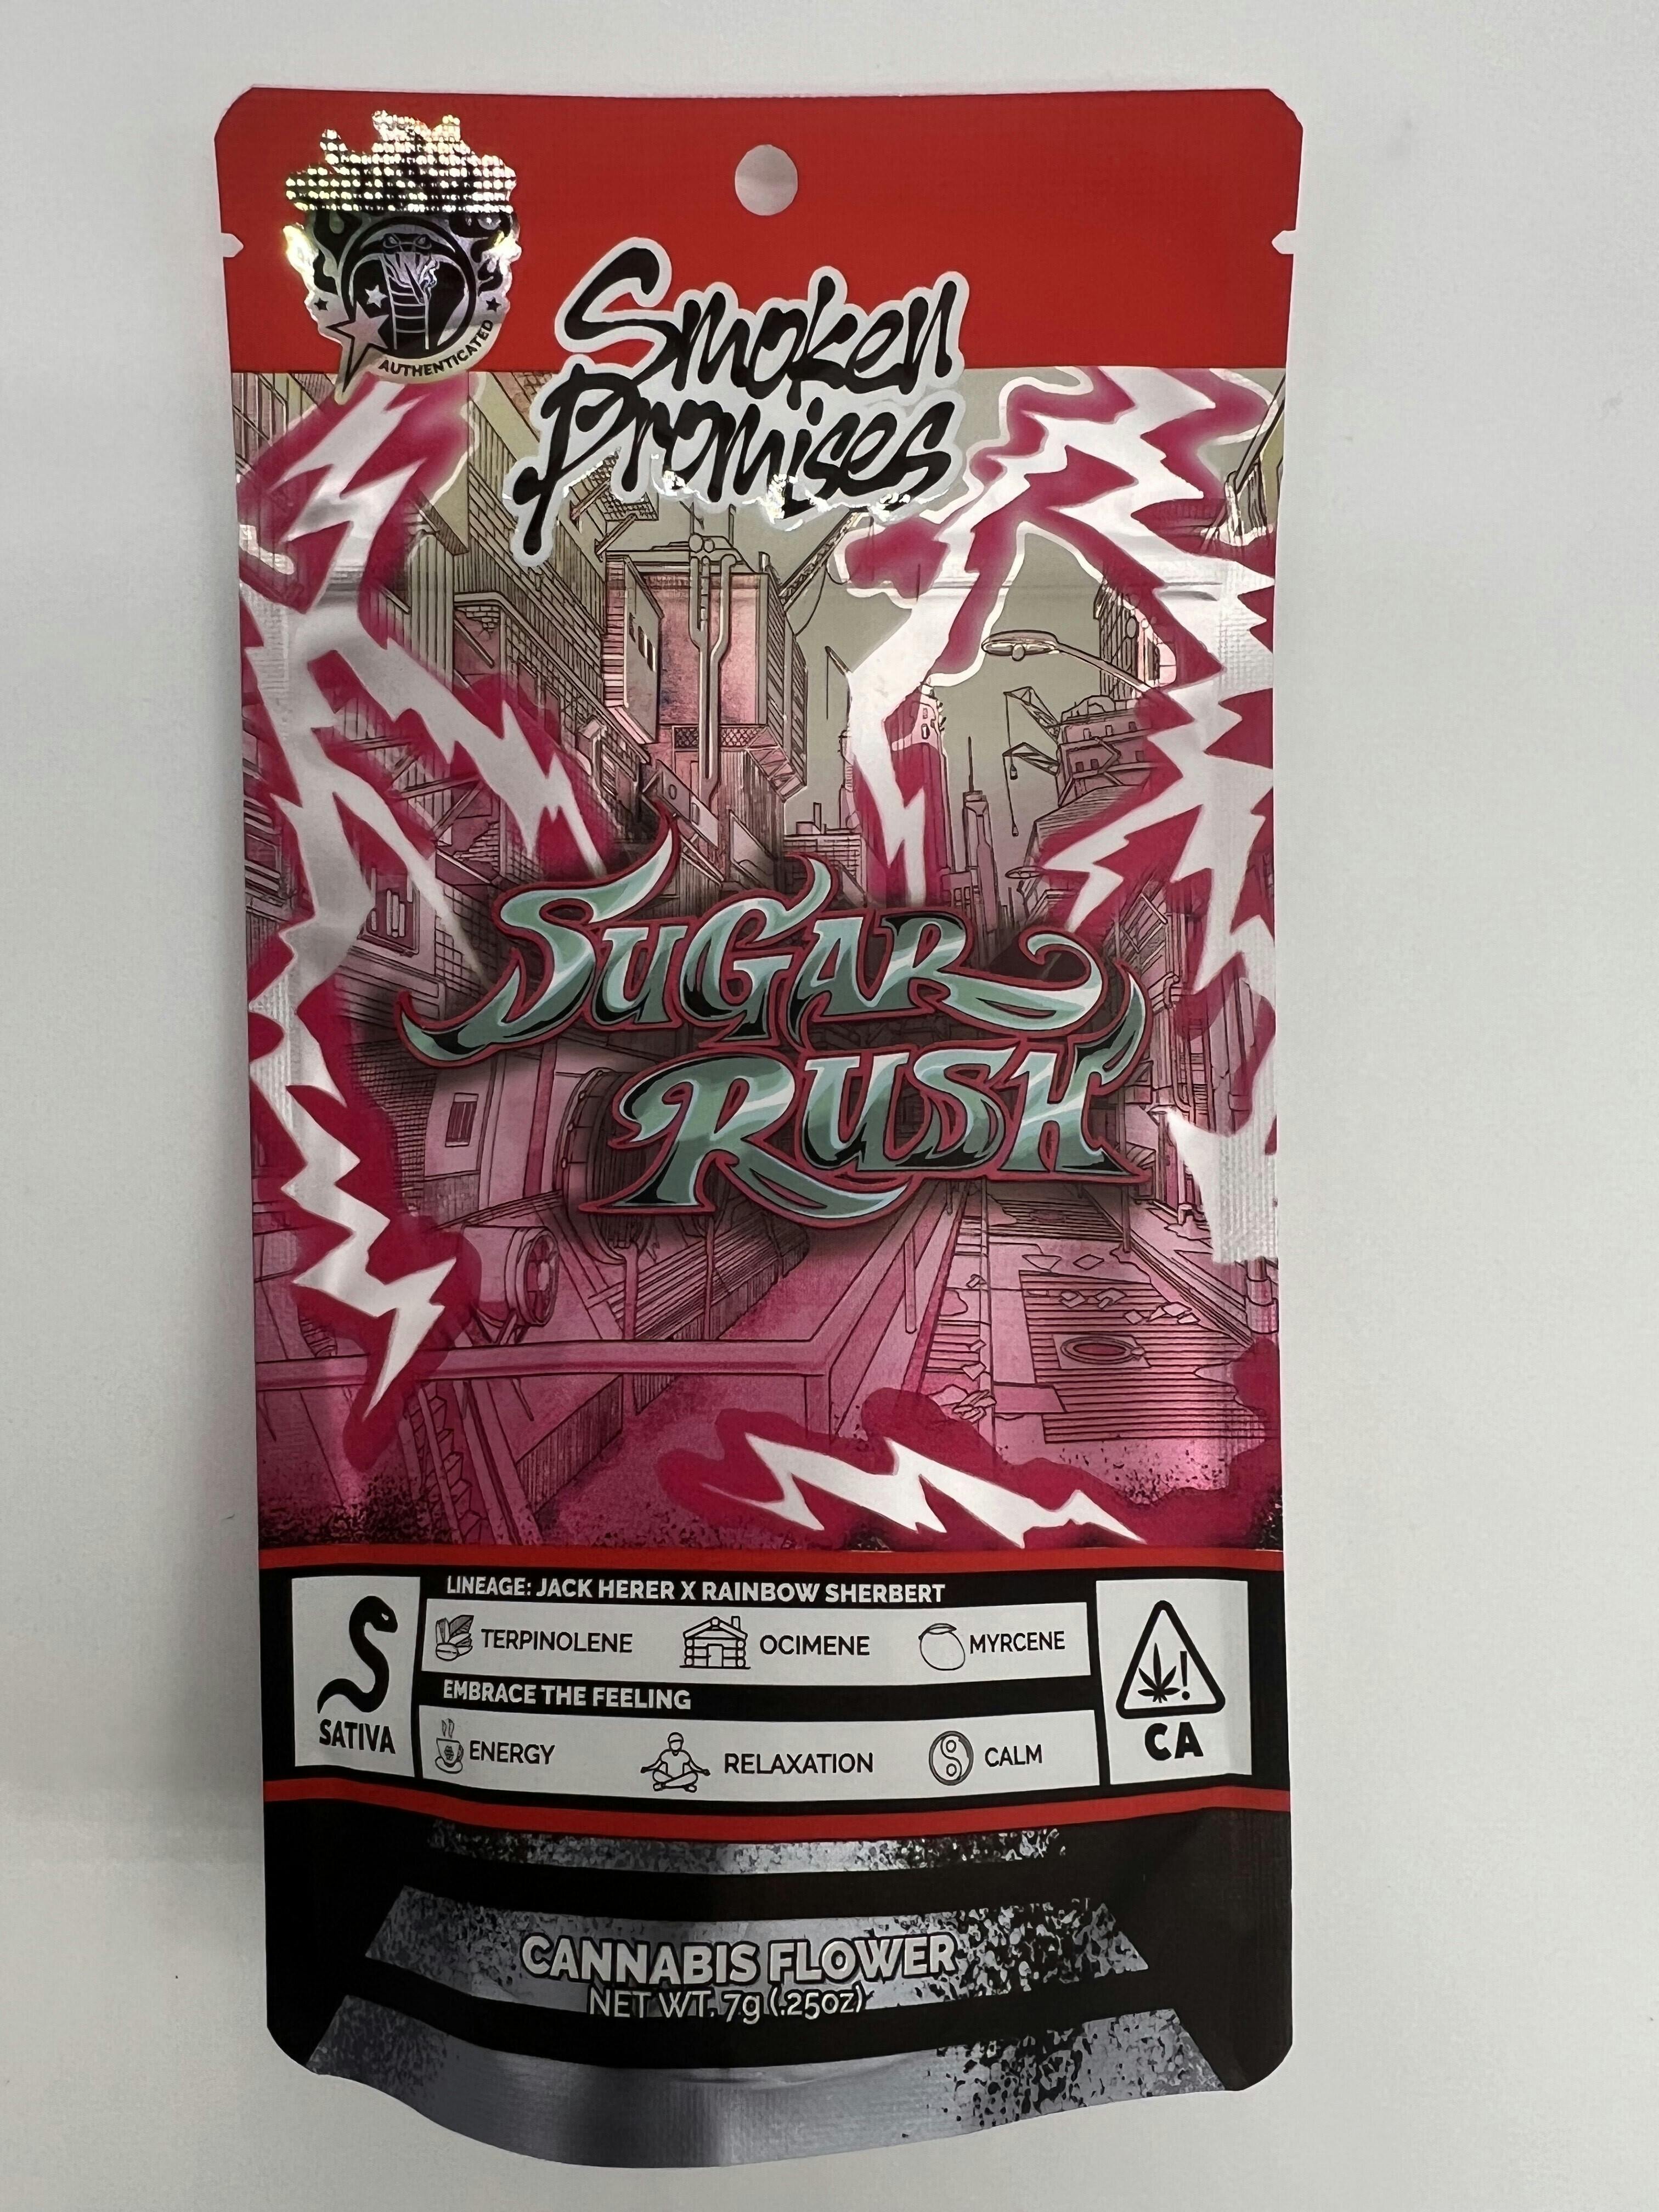 AUTHENTICATED
Smoken
Promises
SUGAR
RUSH
LINEAGE: JACK HERER X RAINBOW SHERBERT
TERPINOLENE OCIMENE MYRCENE
EMBRACE THE FEELING
SATIVA
ENERGY RELAXATION CALM
CA
CANNABIS FLOWER
NET WT. 7g (.25oz)